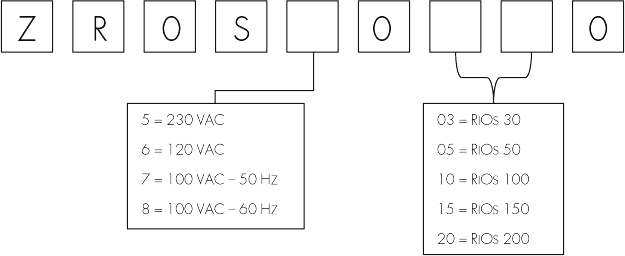 Z R O S 0 0
5 = 230 VAC
6 = 120 VAC
7 = 100 VAC – 50 HZ
8 = 100 VAC – 60 HZ
03 = RIOS 30
05 = RIOS 50
10 = RIOS 100
15 = RIOS 150
20 = RIOS 200